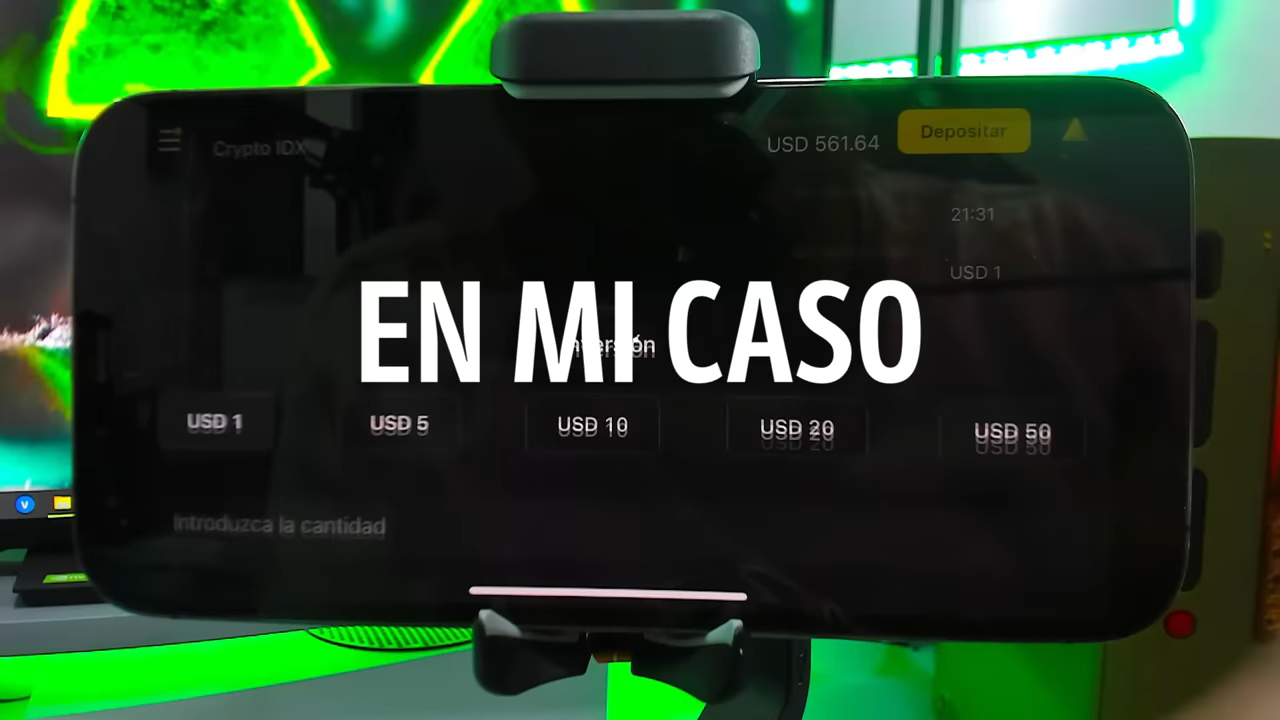 Crypto IDX
USD 561.64
Depositar
21:31
USD 1
EN MI CASO
Inversión
USD 1
USD 5
USD 10
USD 20
USD 50
Introduzca la cantidad